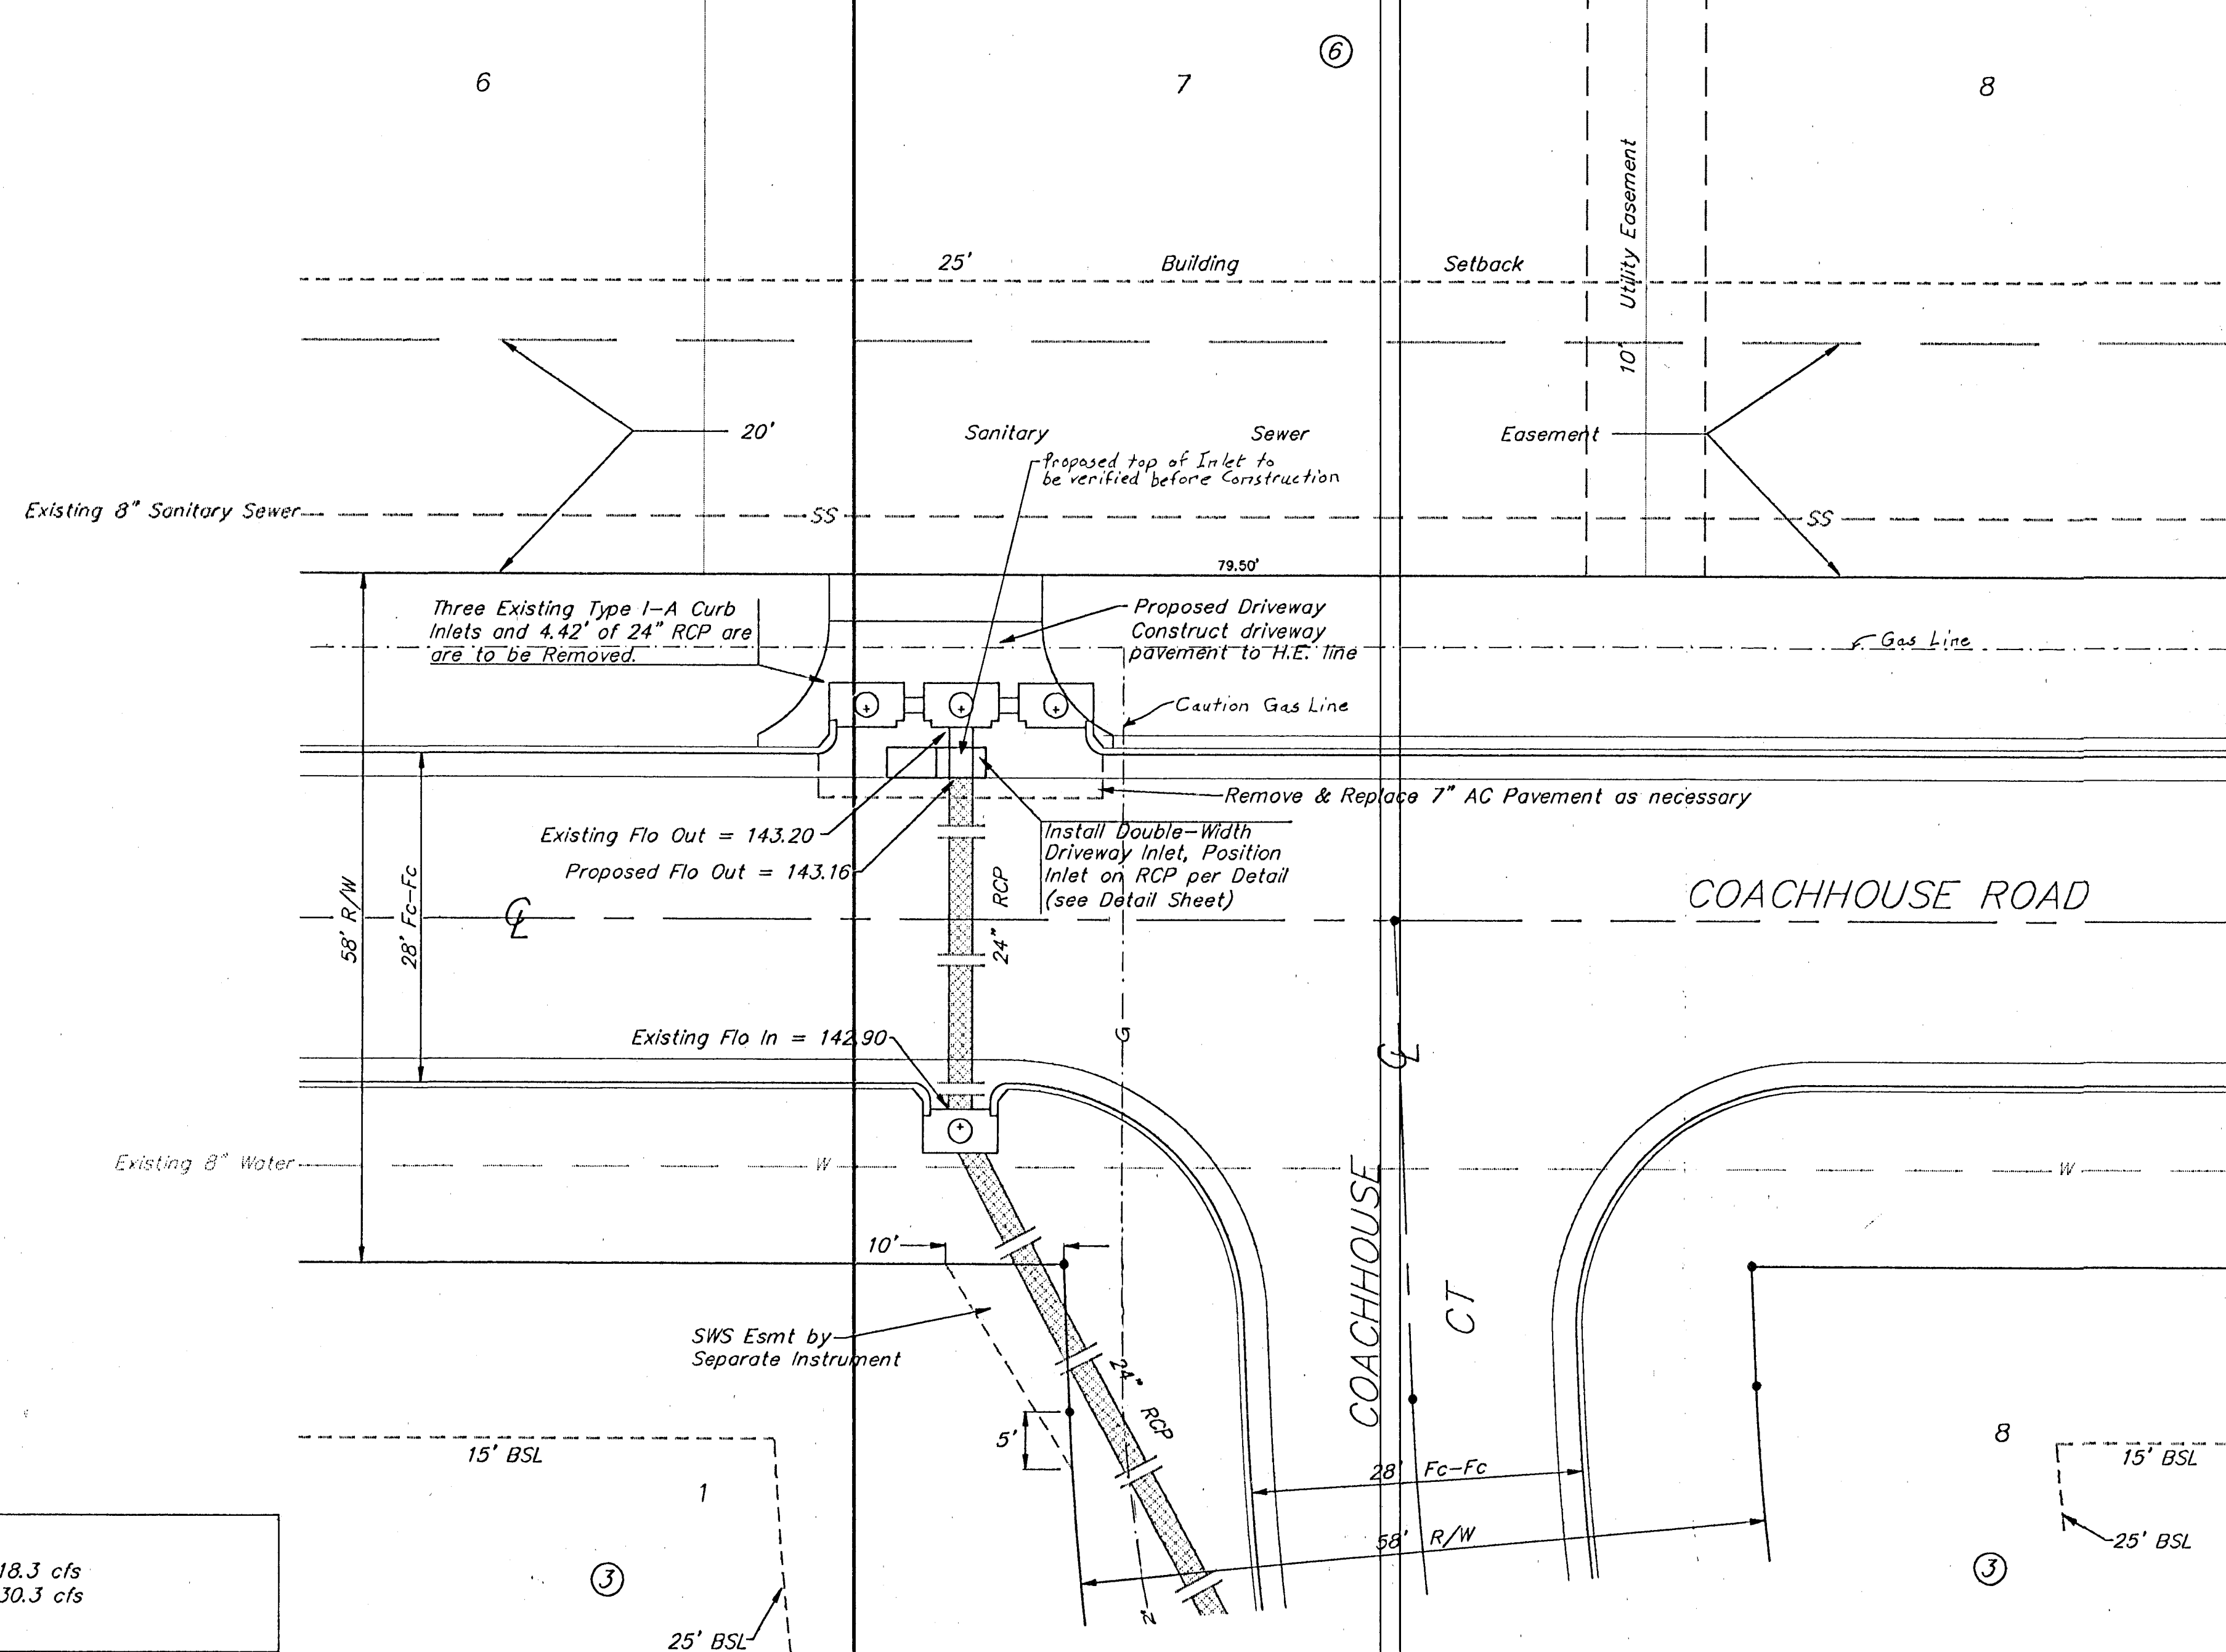 6
7
6
8
10' Utility Easement
25' Building Setback
20' Sanitary Sewer Easement
Proposed top of Inlet to
be verified before Construction
Existing 8" Sanitary Sewer
SS
SS
79.50'
Three Existing Type I-A Curb
Inlets and 4.42' of 24" RCP are
are to be Removed.
Proposed Driveway
Construct driveway
pavement to H.E. line
Gas Line
Caution Gas Line
Remove & Replace 7" AC Pavement as necessary
Existing Flo Out = 143.20
Proposed Flo Out = 143.16
Install Double-Width
Driveway Inlet, Position
Inlet on RCP per Detail
(see Detail Sheet)
58' R/W
28' Fc-Fc
24" RCP
COACHHOUSE ROAD
Existing Flo In = 142.90
G
Existing 8" Water
W
W
10'
COACHHOUSE CT
SWS Esmt by
Separate Instrument
24" RCP
5'
15' BSL
1
8
15' BSL
28' Fc-Fc
58' R/W
25' BSL
18.3 cfs
30.3 cfs
3
3
25' BSL